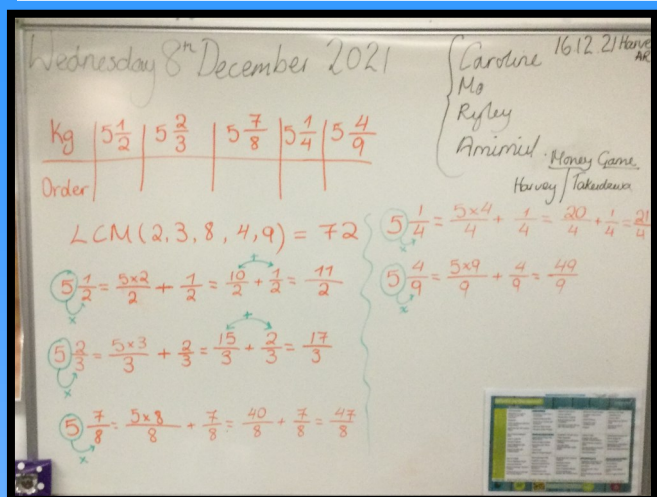 Wednesday 8th December 2021
Caroline
Mo
Ryley
16.12.21 Harve
AR
Money Game
Harvey | Takudzwa
Kg | 5 1/2 | 5 2/3 | 5 7/8 | 5 1/4 | 5 4/9
Order
LCM (2, 3, 8, 4, 9) = 72
5 1/2 = 5×2/2 + 1/2 = 10/2 + 1/2 = 11/2
+
×
5 2/3 = 5×3/3 + 2/3 = 15/3 + 2/3 = 17/3
+
×
5 7/8 = 5×8/8 + 7/8 = 40/8 + 7/8 = 47/8
×
5 1/4 = 5×4/4 + 1/4 = 20/4 + 1/4 = 21/4
×
5 4/9 = 5×9/9 + 4/9 = 49/9
×